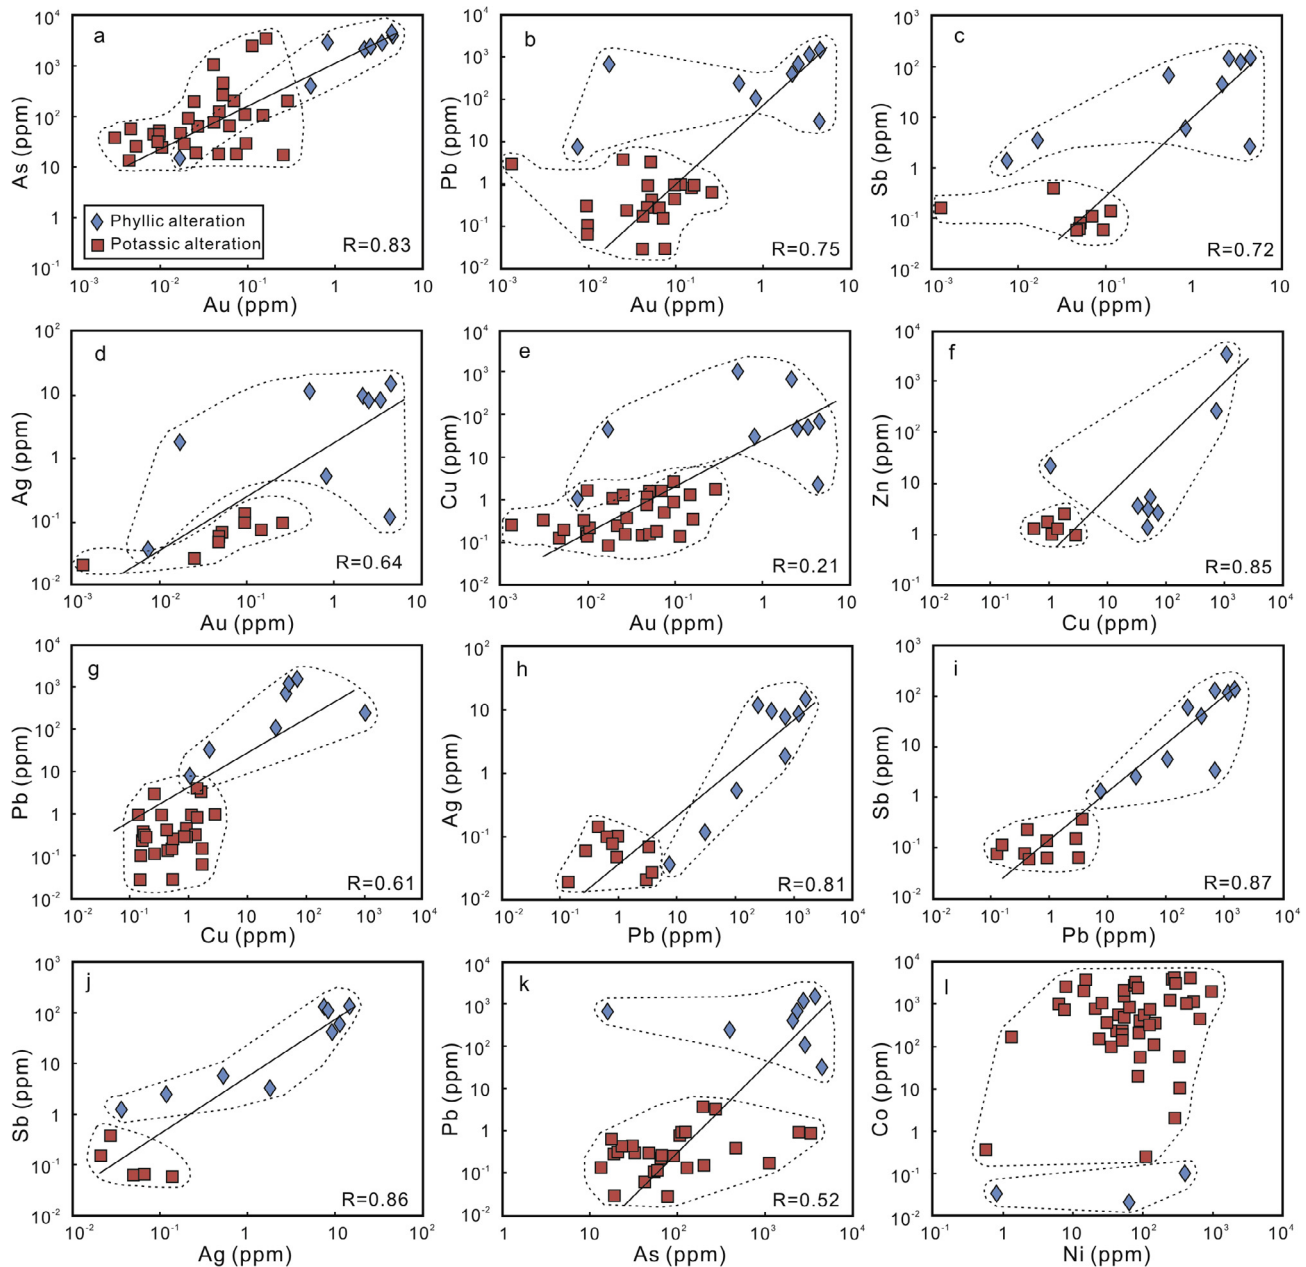 a
As (ppm)
10⁴
10³
10²
10
1
10⁻¹
Phyllic alteration
Potassic alteration
R=0.83
10⁻³ 10⁻² 10⁻¹ 1 10
Au (ppm)
b
Pb (ppm)
10⁵
10⁴
10³
10²
10
1
10⁻¹
10⁻²
R=0.75
10⁻³ 10⁻² 10⁻¹ 1 10
Au (ppm)
c
Sb (ppm)
10³
10²
10
1
10⁻¹
10⁻²
R=0.72
10⁻² 10⁻¹ 1 10
Au (ppm)
d
Ag (ppm)
10²
10
1
10⁻¹
10⁻²
R=0.64
10⁻³ 10⁻² 10⁻¹ 1 10
Au (ppm)
e
Cu (ppm)
10⁴
10³
10²
10
1
10⁻¹
10⁻²
R=0.21
10⁻³ 10⁻² 10⁻¹ 1 10
Au (ppm)
f
Zn (ppm)
10⁴
10³
10²
10
1
10⁻¹
R=0.85
10⁻² 10⁻¹ 1 10 10² 10³ 10⁴
Cu (ppm)
g
Pb (ppm)
10⁴
10³
10²
10
1
10⁻¹
10⁻²
R=0.61
10⁻² 10⁻¹ 1 10 10² 10³ 10⁴
Cu (ppm)
h
Ag (ppm)
10²
10
1
10⁻¹
10⁻²
R=0.81
10⁻² 10⁻¹ 1 10 10² 10³ 10⁴
Pb (ppm)
i
Sb (ppm)
10³
10²
10
1
10⁻¹
10⁻²
R=0.87
10⁻² 10⁻¹ 1 10 10² 10³ 10⁴
Pb (ppm)
j
Sb (ppm)
10³
10²
10
1
10⁻¹
10⁻²
R=0.86
10⁻² 10⁻¹ 1 10 10²
Ag (ppm)
k
Pb (ppm)
10⁴
10³
10²
10
1
10⁻¹
10⁻²
R=0.52
1 10 10² 10³ 10⁴
As (ppm)
l
Co (ppm)
10⁴
10³
10²
10
1
10⁻¹
10⁻²
10⁻¹ 1 10 10² 10³ 10⁴
Ni (ppm)